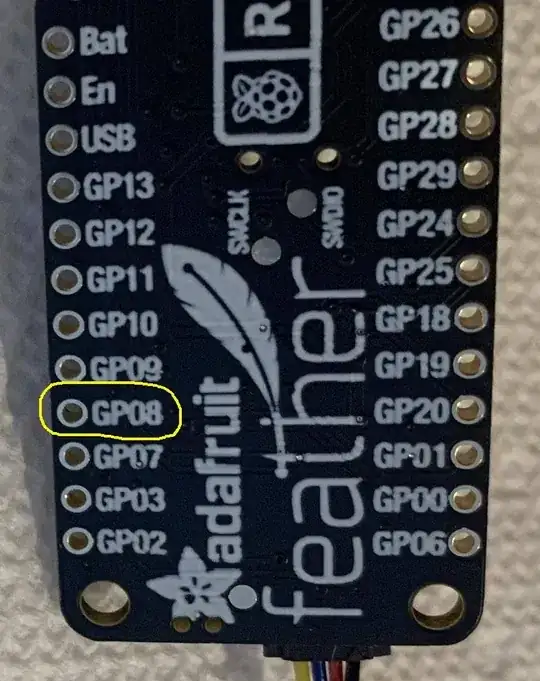 Bat
En
USB
GP13
GP12
GP11
GP10
GP09
GP08
GP07
GP03
GP02
R
SWCLK
SWDIO
adafruit
feather
GP26
GP27
GP28
GP29
GP24
GP25
GP18
GP19
GP20
GP01
GP00
GP06